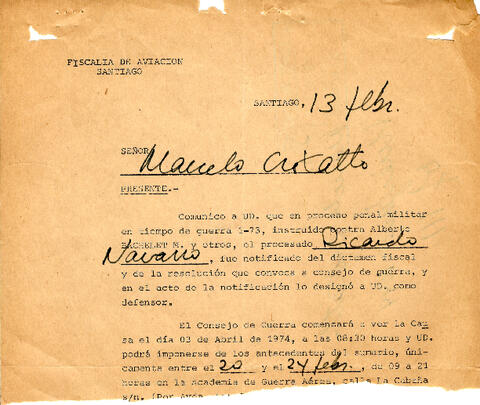 FISCALIA DE AVIACION
SANTIAGO
SANTIAGO, 13 febr.
SEÑOR
Marcelo
PRESENTE.-
Comunico a UD. que en proceso penal militar
en tiempo de guerra 1-73, instruido contra Alberto
BACHELET M. y otros, el procesado Ricardo
Navarro, fue notificado del dictamen fiscal
y de la resolución que convoca a consejo de guerra, y
en el acto de la notificación lo designó a UD. como
defensor.
El Consejo de Guerra comenzará a ver la Cau
sa el día 03 de Abril de 1974, a las 08:30 horas y UD.
podrá imponerse de los antecedentes del sumario, úni-
camente entre el 20 y el 24 febr., de 09 a
21 horas en la academia de Guerra Aérea, calle La Cabaña
s/n. (Por